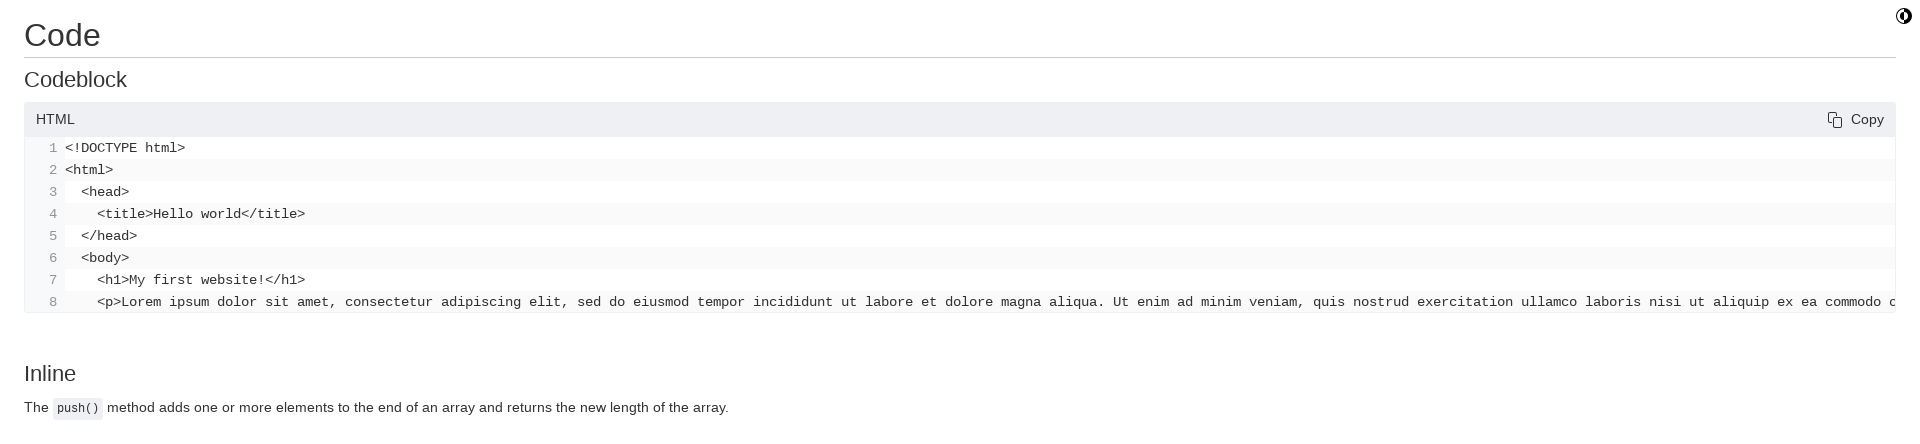 Code
Codeblock
HTML Copy
1 <!DOCTYPE html>
2 <html>
3   <head>
4     <title>Hello world</title>
5   </head>
6   <body>
7     <h1>My first website!</h1>
8     <p>Lorem ipsum dolor sit amet, consectetur adipiscing elit, sed do eiusmod tempor incididunt ut labore et dolore magna aliqua. Ut enim ad minim veniam, quis nostrud exercitation ullamco laboris nisi ut aliquip ex ea commodo
Inline
The push() method adds one or more elements to the end of an array and returns the new length of the array.